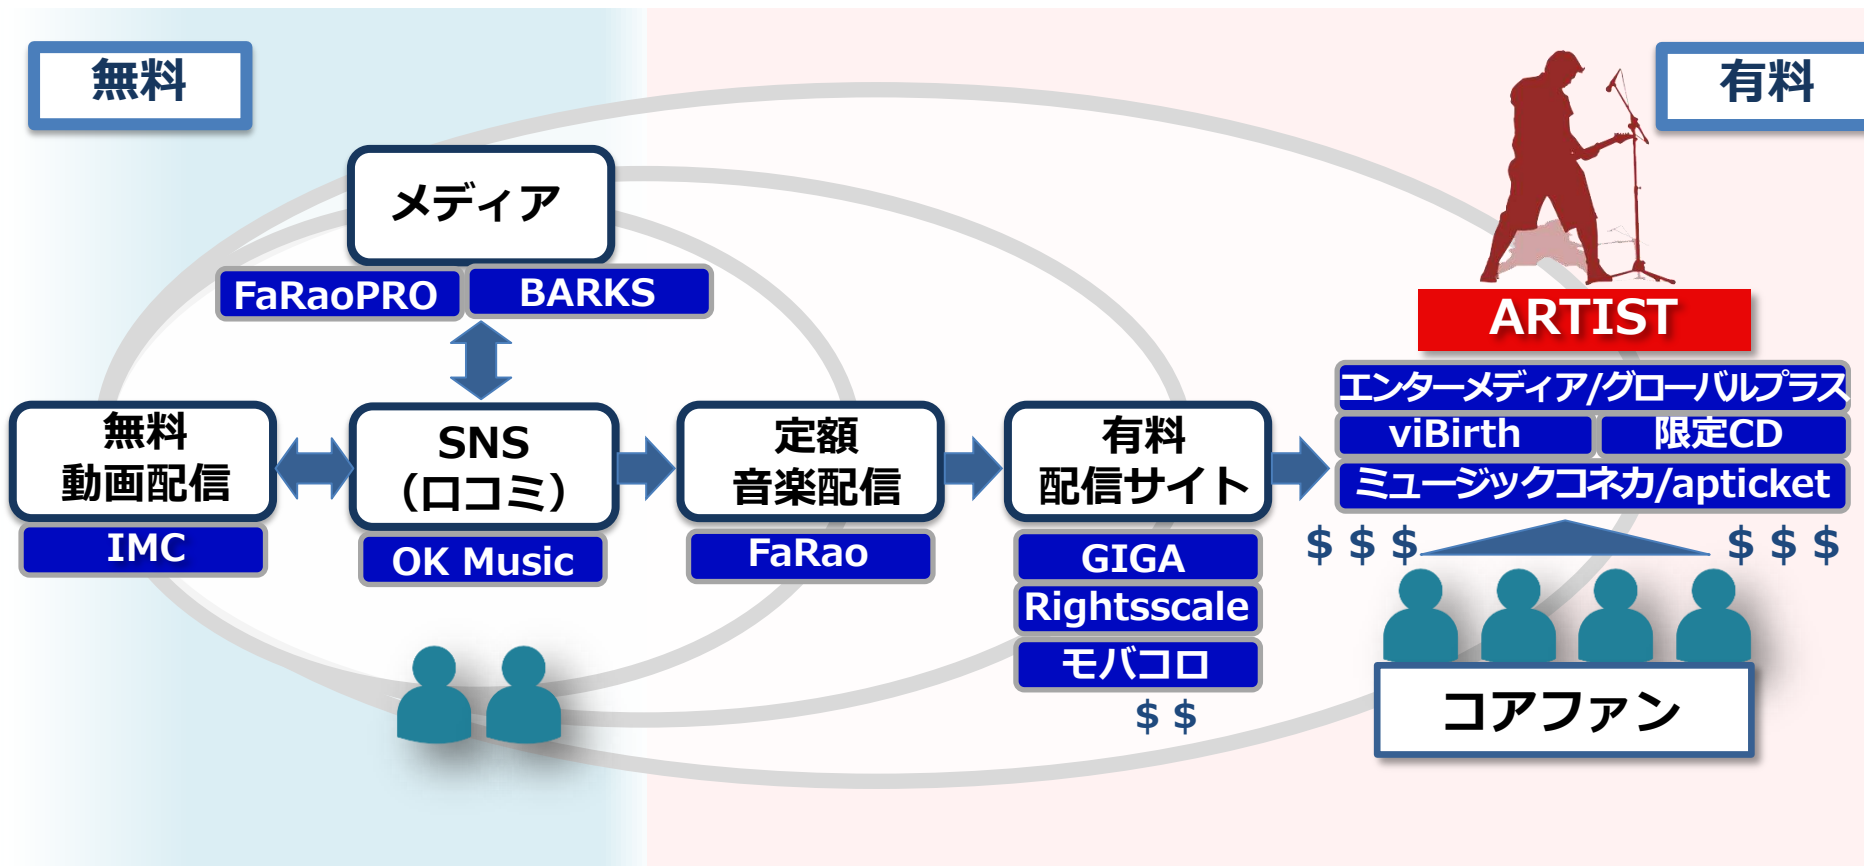 無料
有料
メディア
FaRaoPRO
BARKS
ARTIST
エンターメディア/グローバルプラス
viBirth
限定CD
ミュージックコネカ/apticket
無料
動画配信
IMC
SNS
(口コミ)
OK Music
定額
音楽配信
FaRao
有料
配信サイト
GIGA
Rightsscale
モバコロ
$ $
$ $ $
$ $ $
コアファン